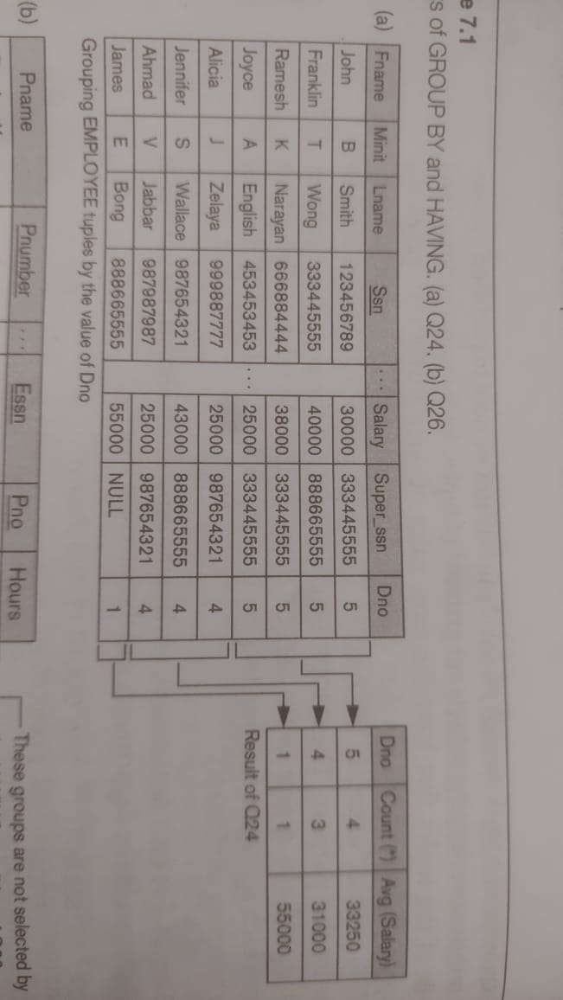 e 7.1
s of GROUP BY and HAVING. (a) Q24. (b) Q26.
(a)
Fname Minit Lname Ssn ... Salary Super_ssn Dno
John B Smith 123456789 30000 333445555 5
Franklin T Wong 333445555 40000 888665555 5
Ramesh K Narayan 666884444 38000 333445555 5
Joyce A English 453453453 ... 25000 333445555 5
Alicia J Zelaya 999887777 25000 987654321 4
Jennifer S Wallace 987654321 43000 888665555 4
Ahmad V Jabbar 987987987 25000 987654321 4
James E Bong 888665555 55000 NULL 1
Grouping EMPLOYEE tuples by the value of Dno
Dno Count (*) Avg (Salary)
5 4 33250
4 3 31000
1 1 55000
Result of Q24
(b)
Pname Pnumber ... Essn Pno Hours
These groups are not selected by